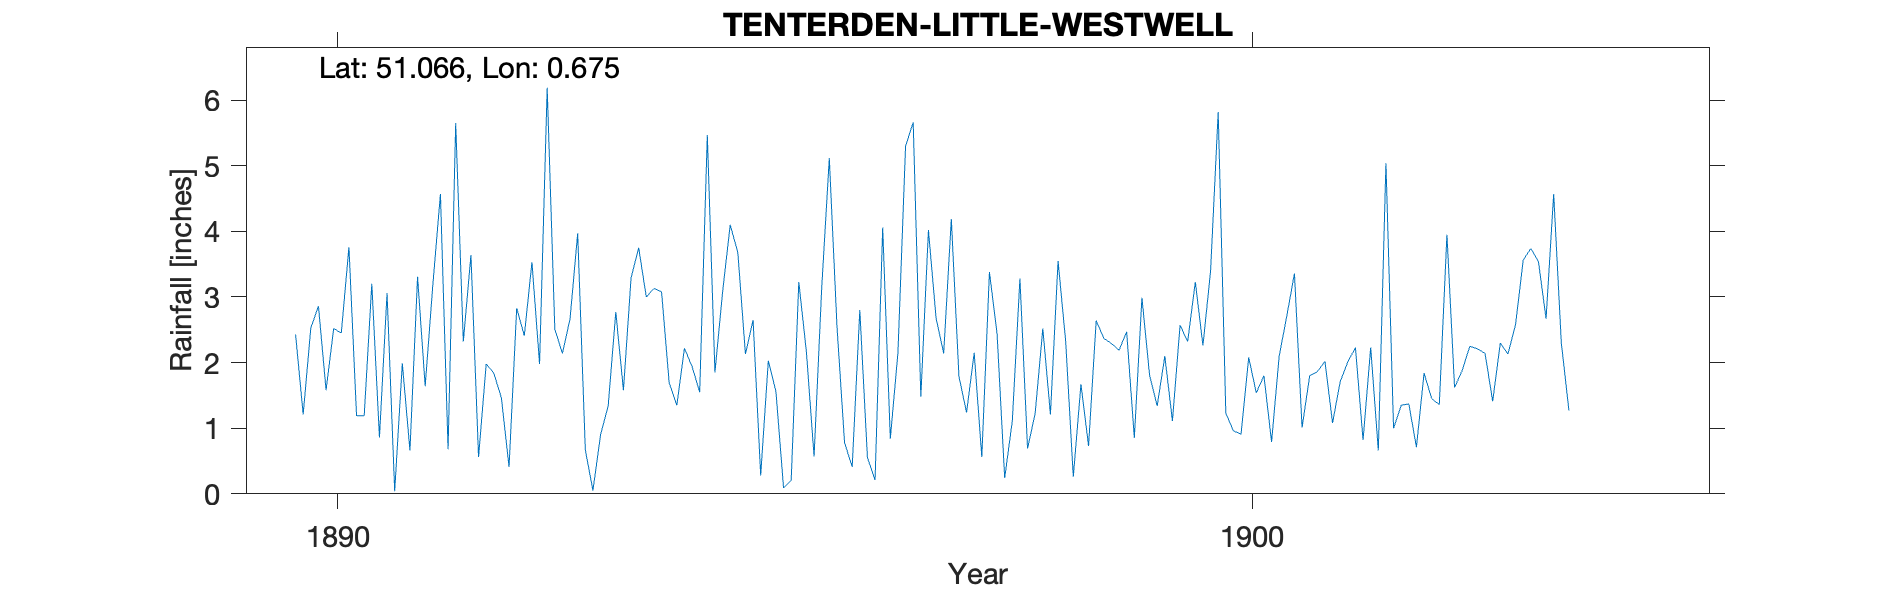 TENTERDEN-LITTLE-WESTWELL
Lat: 51.066, Lon: 0.675
6
5
4
3
2
1
0
Rainfall [inches]
1890
1900
Year